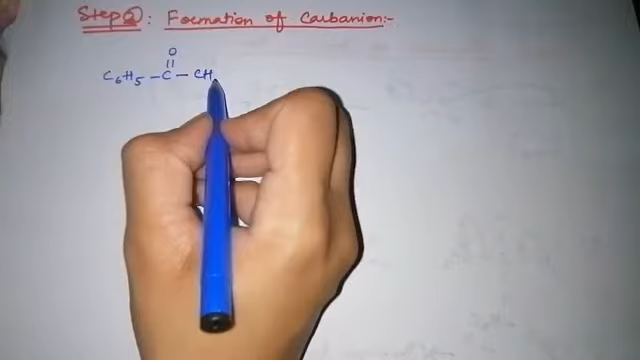 Step②: Formation of Carbanion:-
O
||
C₆H₅ – C – CH